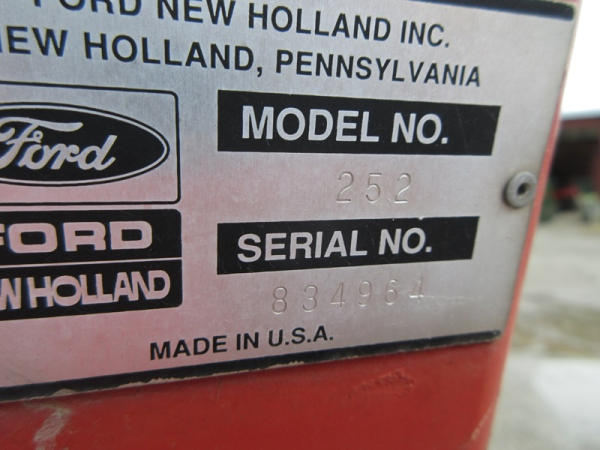 FORD NEW HOLLAND INC.
NEW HOLLAND, PENNSYLVANIA
Ford
MODEL NO.
252
FORD
SERIAL NO.
NEW HOLLAND
834964
MADE IN U.S.A.